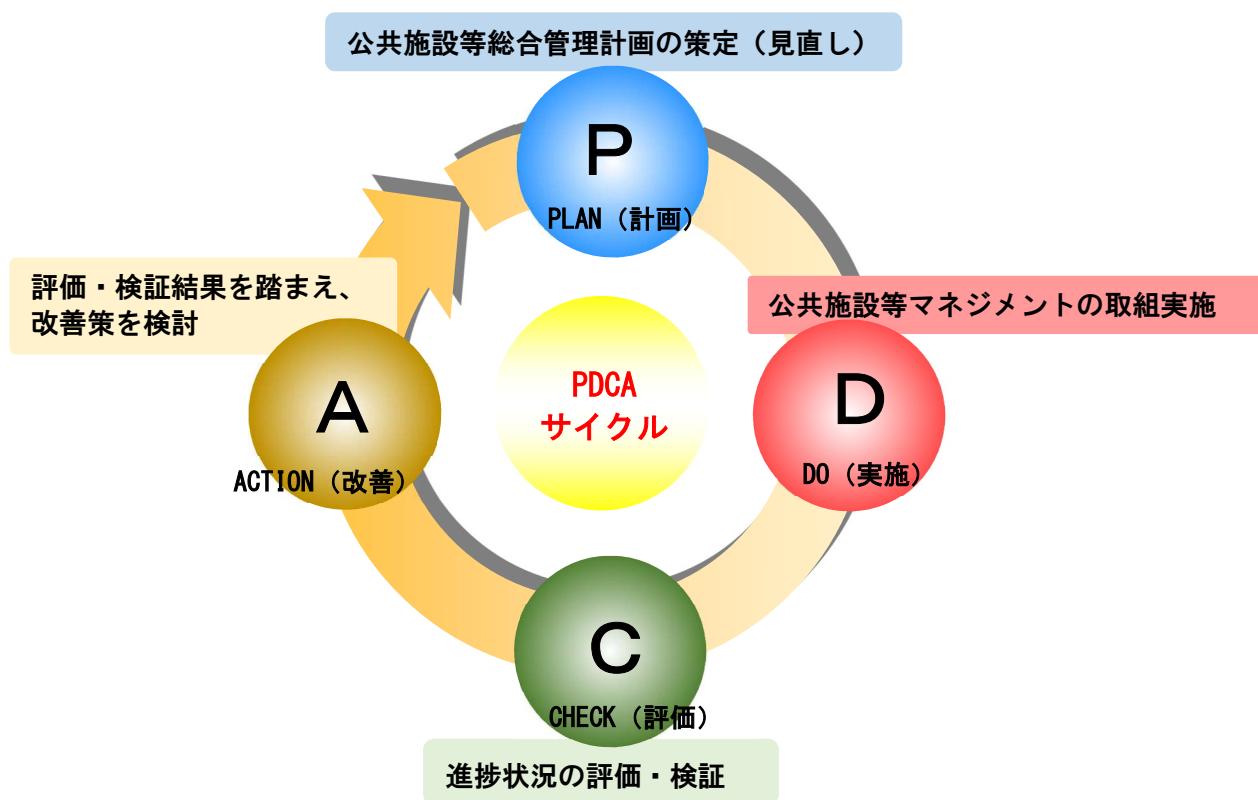 公共施設等総合管理計画の策定（見直し）
P
PLAN（計画）
公共施設等マネジメントの取組実施
D
DO（実施）
PDCA
サイクル
評価・検証結果を踏まえ、
改善策を検討
A
ACTION（改善）
C
CHECK（評価）
進捗状況の評価・検証